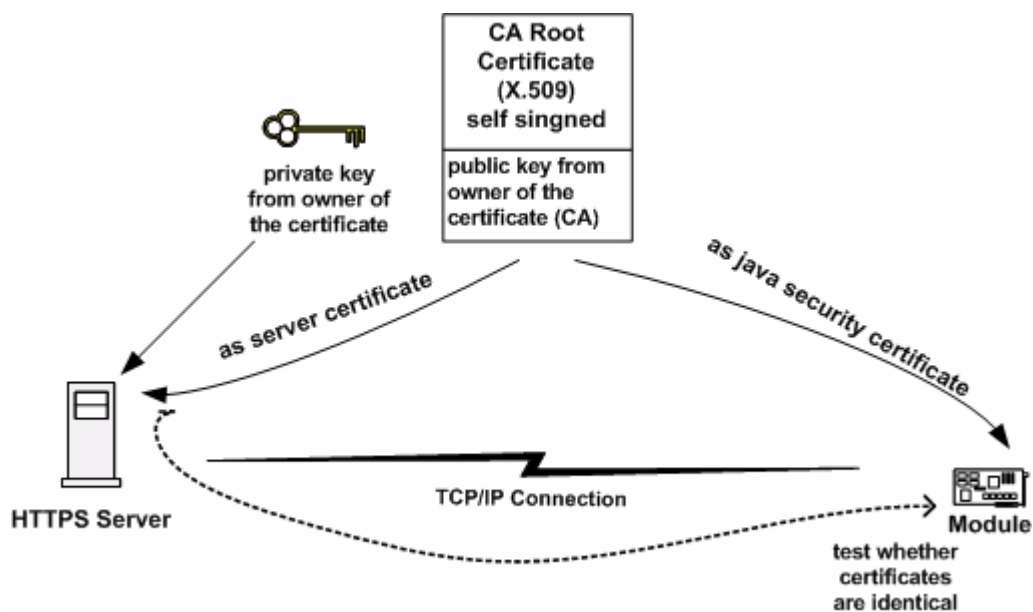 CA Root
Certificate
(X.509)
self singned
public key from
owner of the
certificate (CA)
private key
from owner of
the certificate
as server certificate
as java security certificate
TCP/IP Connection
HTTPS Server
Module
test whether
certificates
are identical